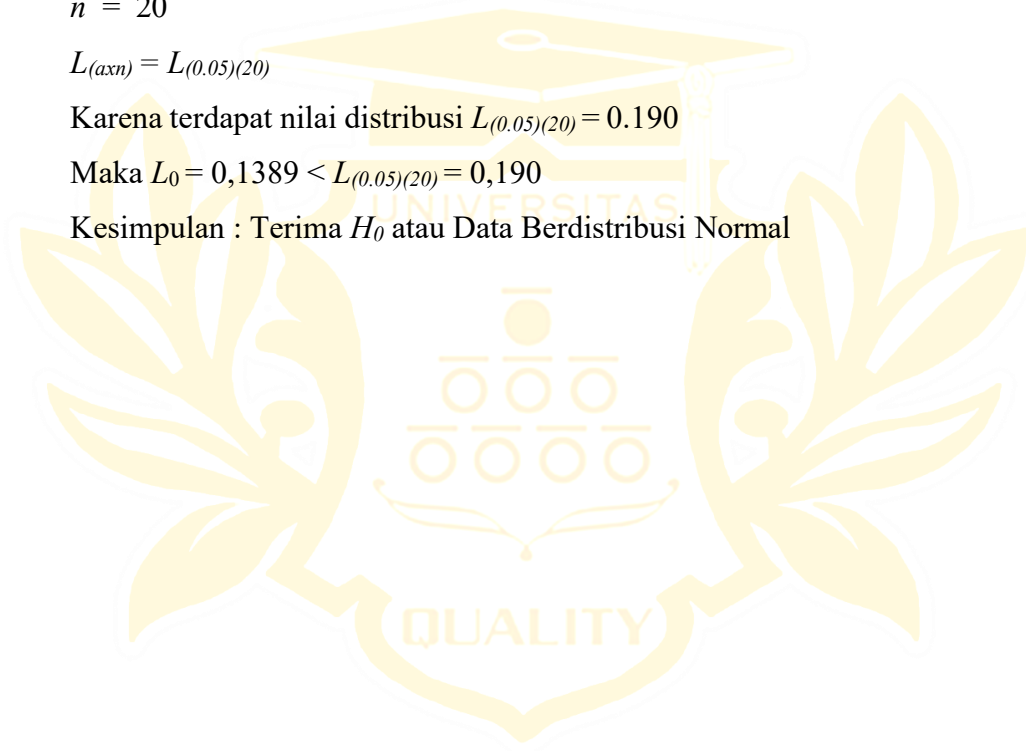 n = 20
L(axn) = L(0.05)(20)
Karena terdapat nilai distribusi L(0.05)(20) = 0.190
Maka L0 = 0,1389 < L(0.05)(20) = 0,190
UNIVERSITAS
Kesimpulan : Terima H0 atau Data Berdistribusi Normal
QUALITY